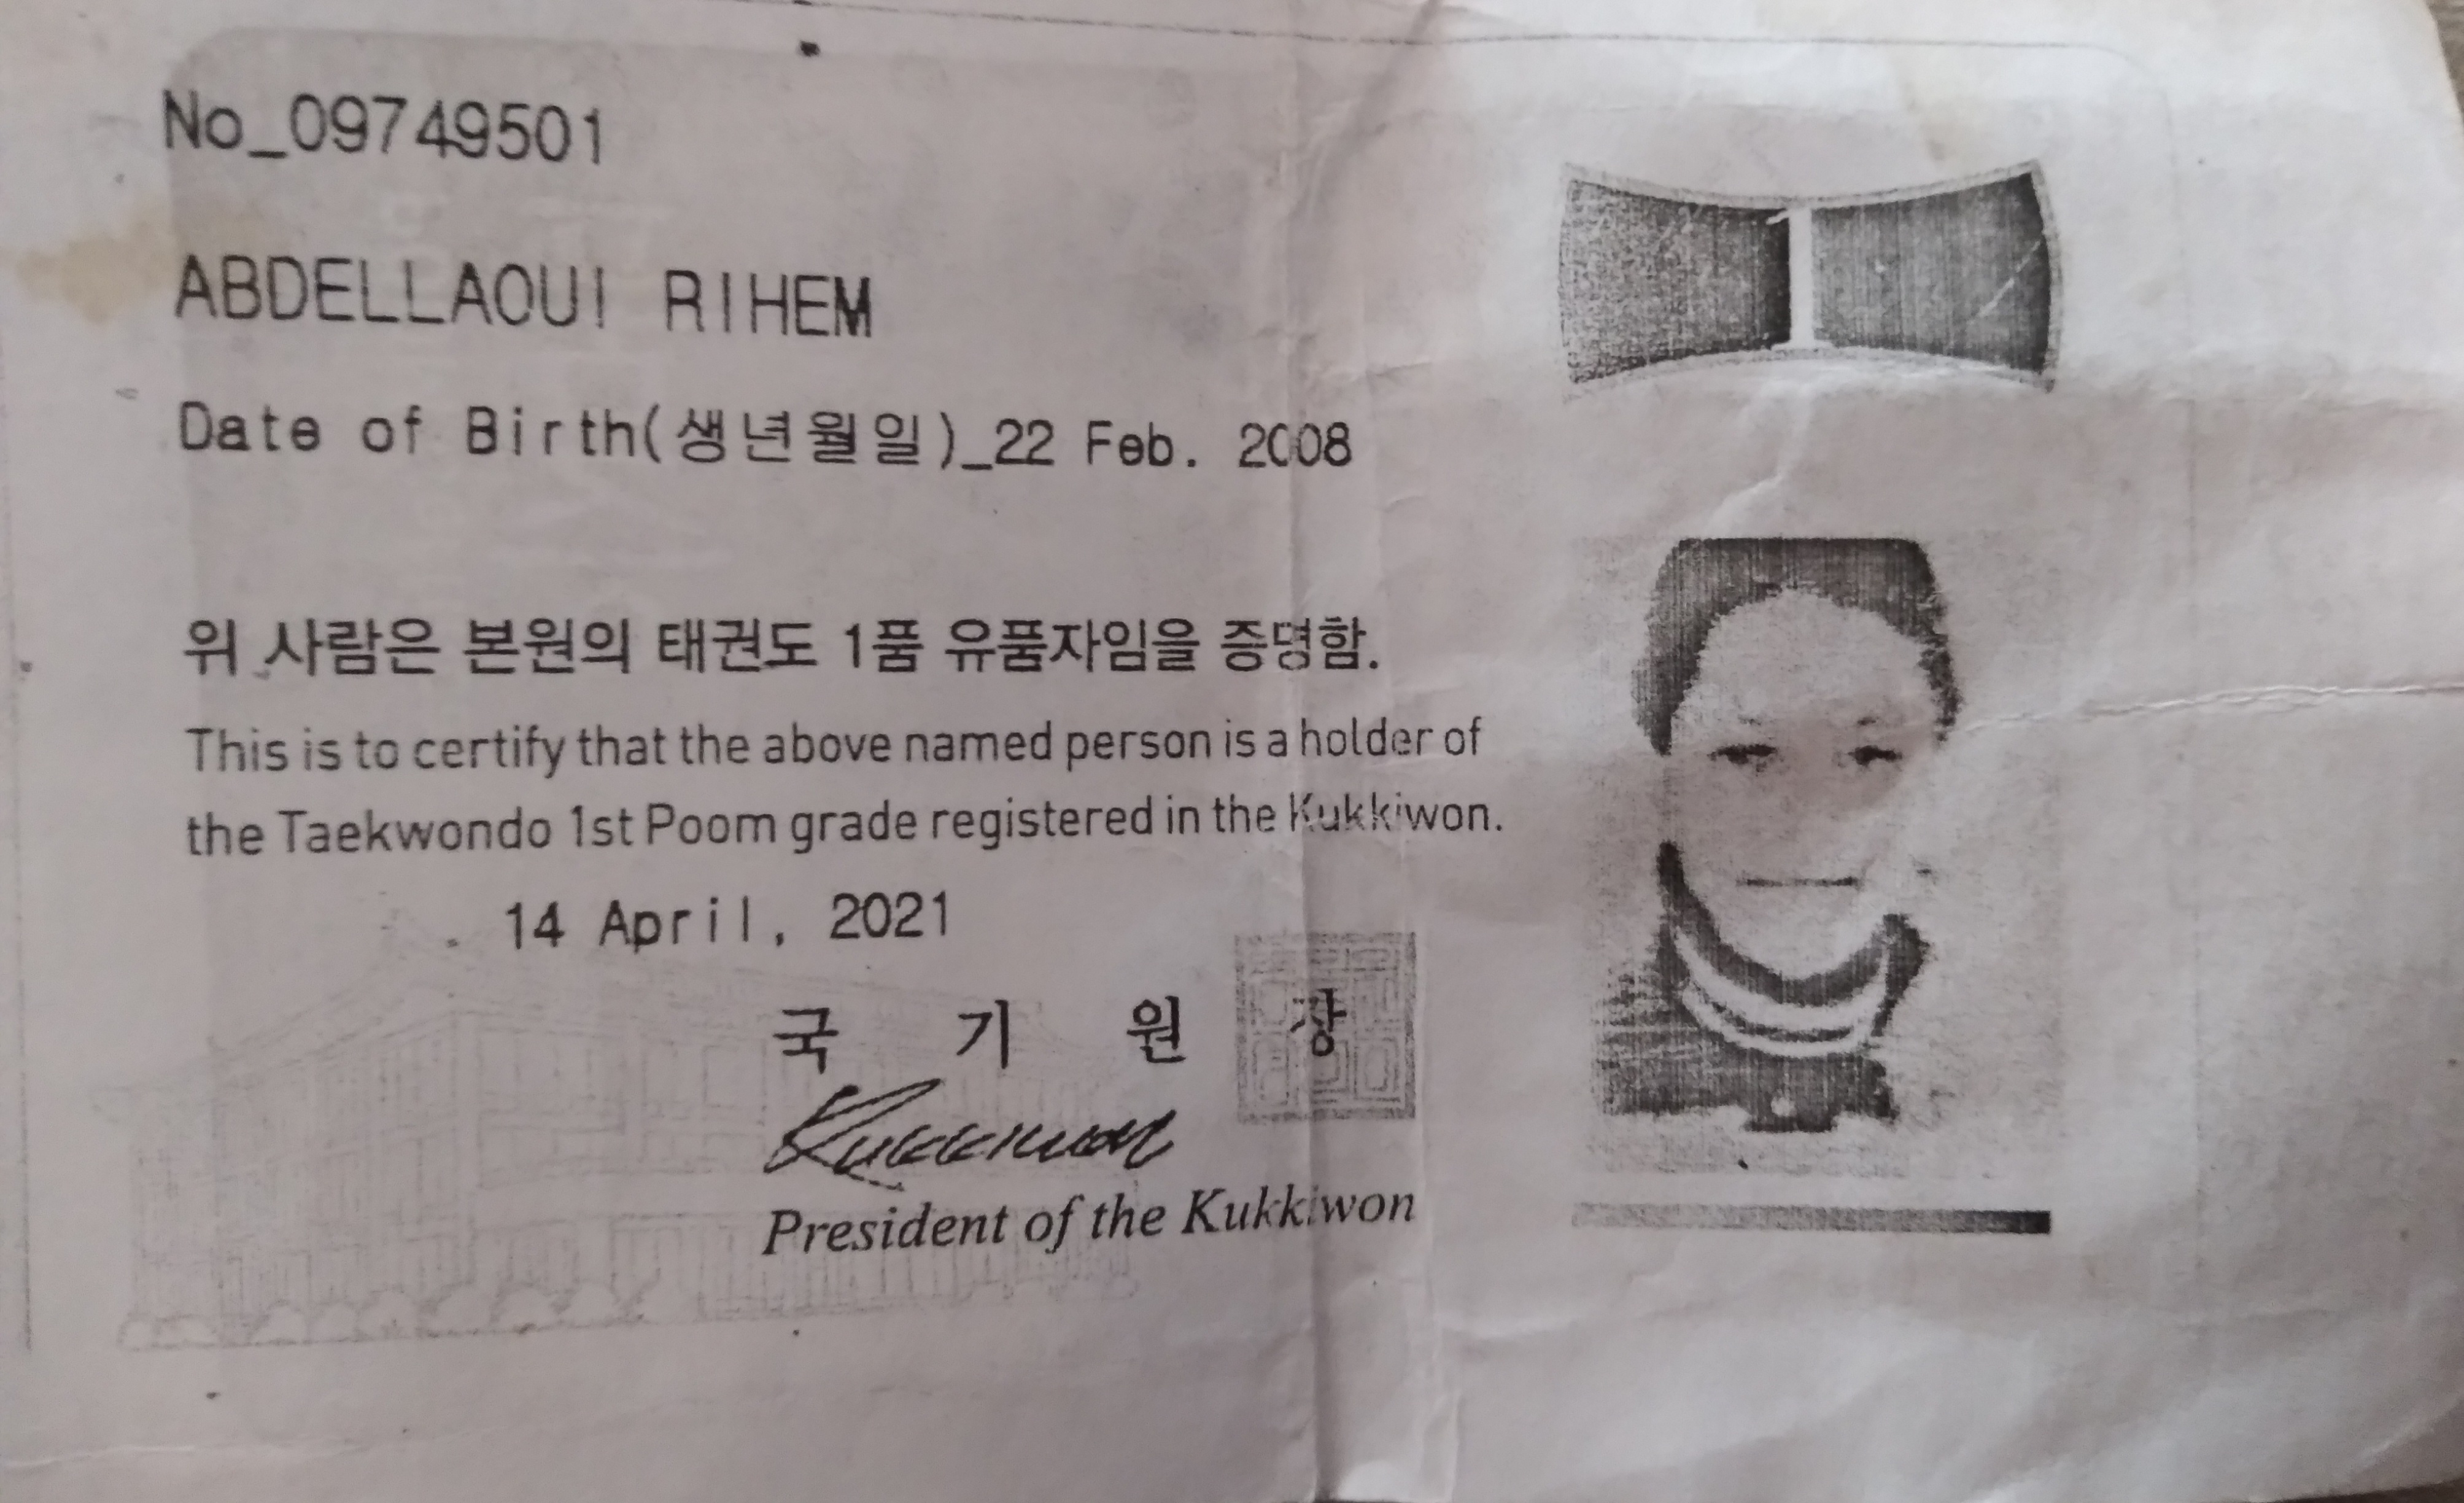 No_09749501
ABDELLAOUI RIHEM
Date of Birth(생년월일)_22 Feb. 2008
위 사람은 본원의 태권도 1품 유품자임을 증명함.
This is to certify that the above named person is a holder of
the Taekwondo 1st Poom grade registered in the Kukkiwon.
14 April, 2021
국 기 원 장
Kukkiwon
President of the Kukkiwon
I